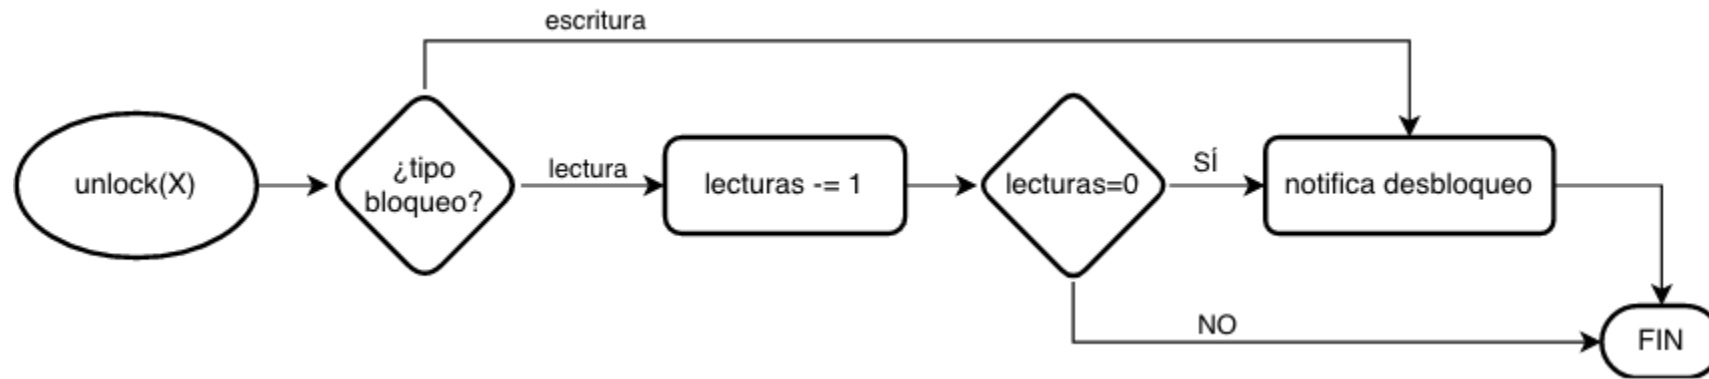 escritura
unlock(X)
¿tipo
bloqueo?
lectura
lecturas -= 1
lecturas=0
SÍ
notifica desbloqueo
NO
FIN